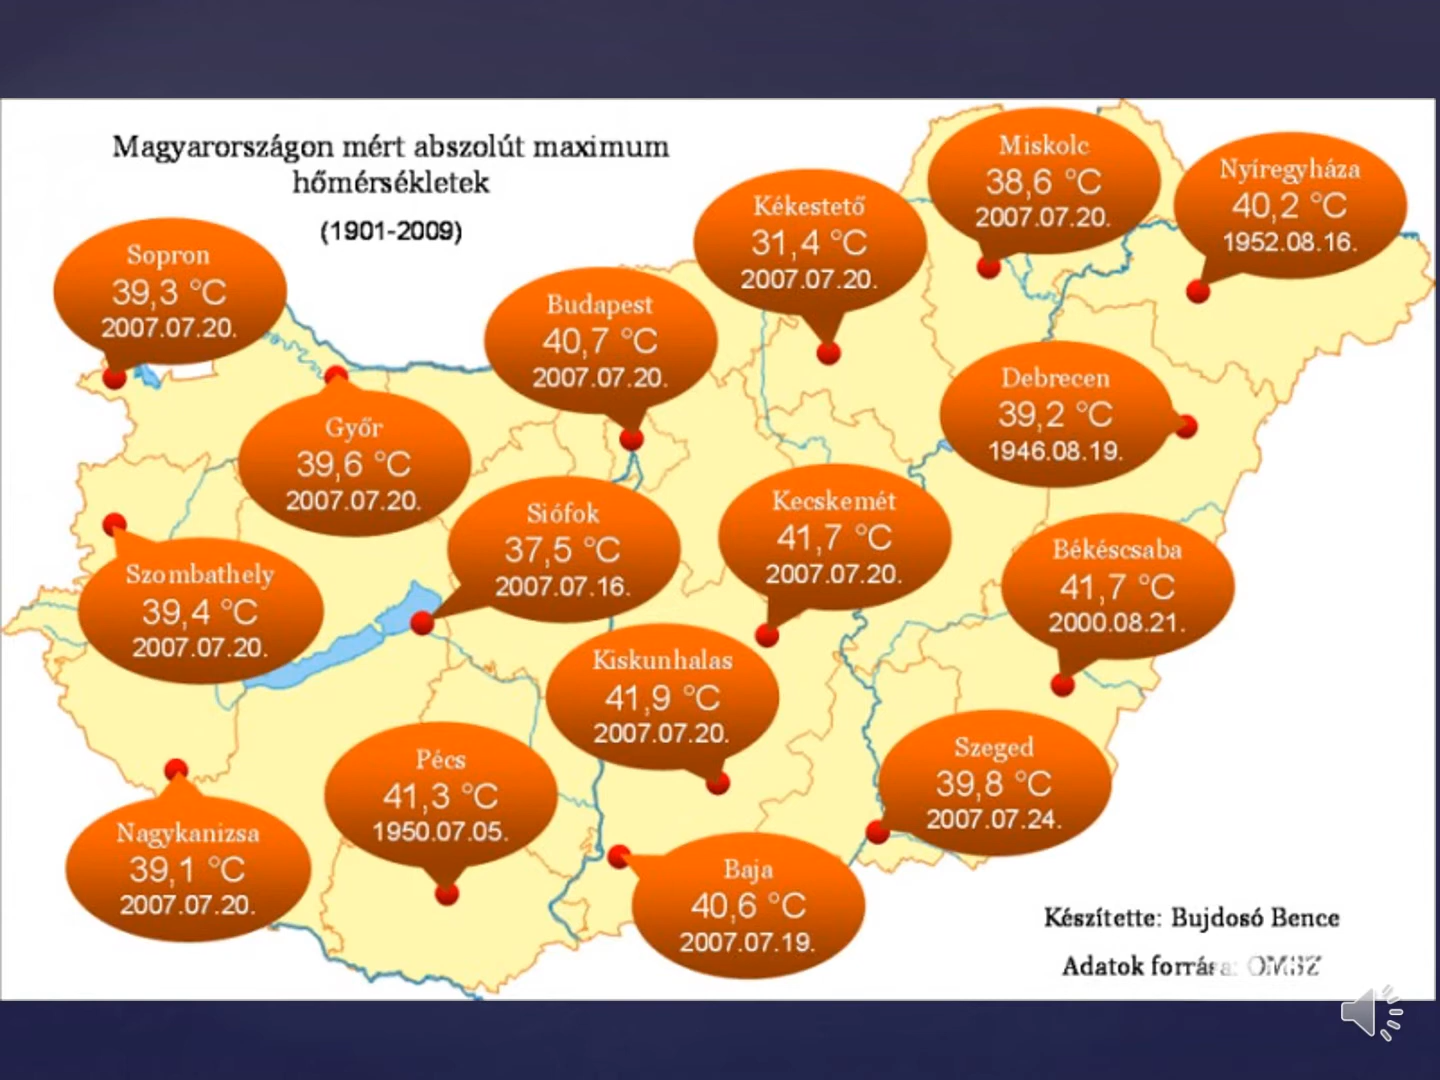 Magyarországon mért abszolút maximum
hőmérsékletek
(1901-2009)
Miskolc
38,6 °C
2007.07.20.
Nyíregyháza
40,2 °C
1952.08.16.
Kékestető
31,4 °C
2007.07.20.
Sopron
39,3 °C
2007.07.20.
Budapest
40,7 °C
2007.07.20.
Debrecen
39,2 °C
1946.08.19.
Győr
39,6 °C
2007.07.20.
Siófok
37,5 °C
2007.07.16.
Kecskemét
41,7 °C
2007.07.20.
Békéscsaba
41,7 °C
2000.08.21.
Szombathely
39,4 °C
2007.07.20.
Kiskunhalas
41,9 °C
2007.07.20.
Pécs
41,3 °C
1950.07.05.
Szeged
39,8 °C
2007.07.24.
Nagykanizsa
39,1 °C
2007.07.20.
Baja
40,6 °C
2007.07.19.
Készítette: Bujdosó Bence
Adatok forrása: OMSZ